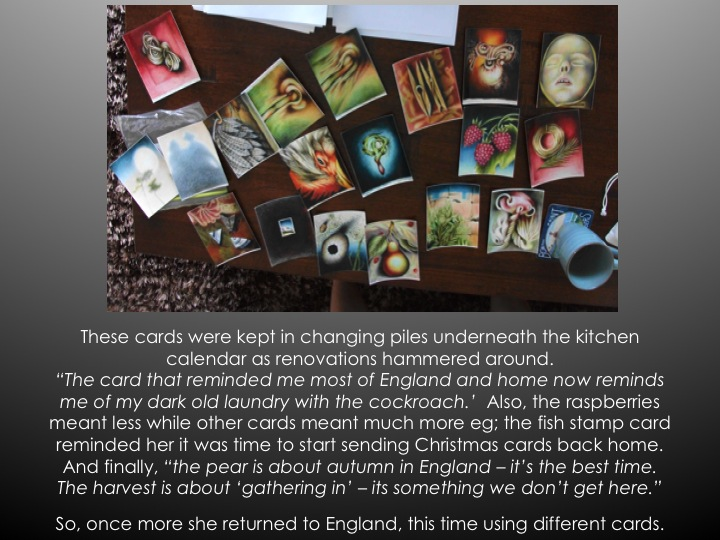 These cards were kept in changing piles underneath the kitchen
calendar as renovations hammered around.
“The card that reminded me most of England and home now reminds
me of my dark old laundry with the cockroach.’  Also, the raspberries
meant less while other cards meant much more eg; the fish stamp card
reminded her it was time to start sending Christmas cards back home.
And finally, “the pear is about autumn in England – it’s the best time.
The harvest is about ‘gathering in’ – its something we don’t get here.”
So, once more she returned to England, this time using different cards.